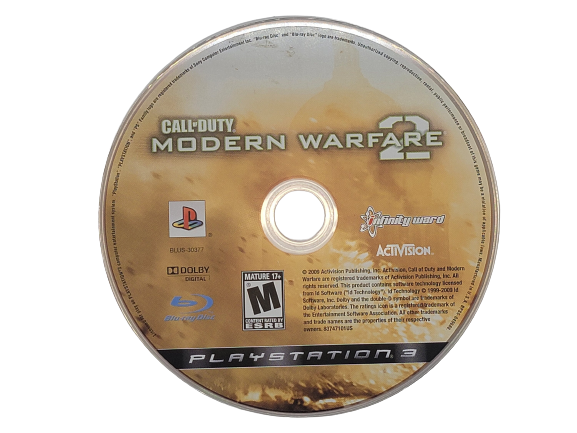 CALL OF DUTY
MODERN WARFARE 2
BLUS-30377
DOLBY
DIGITAL
Blu-ray Disc
MATURE 17+
M
CONTENT RATED BY
ESRB
infinity ward
ACTIVISION
© 2009 Activision Publishing, Inc. Activision, Call of Duty and Modern
Warfare are registered trademarks of Activision Publishing, Inc. All
rights reserved. This product contains software technology licensed
from Id Software ("Id Technology"). Id Technology © 1999-2009 Id
Software, Inc. Dolby and the double-D symbol are trademarks of
Dolby Laboratories. The ratings icon is a registered trademark of
the Entertainment Software Association. All other trademarks
and trade names are the properties of their respective
owners. 83747101US
PLAYSTATION 3